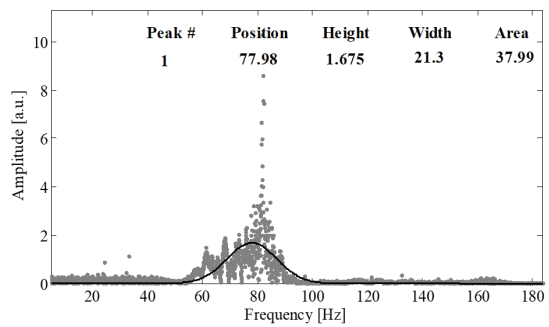 Peak # Position Height Width Area
1 77.98 1.675 21.3 37.99
10
8
6
4
2
0
20 40 60 80 100 120 140 160 180
Amplitude [a.u.]
Frequency [Hz]